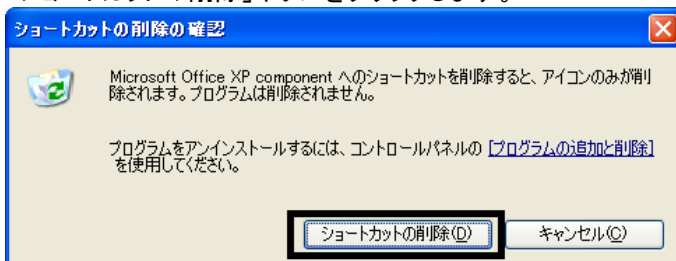 ショートカットの削除の確認
Microsoft Office XP component へのショートカットを削除すると、アイコンのみが削
除されます。プログラムは削除されません。
プログラムをアンインストールするには、コントロールパネルの [プログラムの追加と削除]
を使用してください。
ショートカットの削除(D)
キャンセル(C)